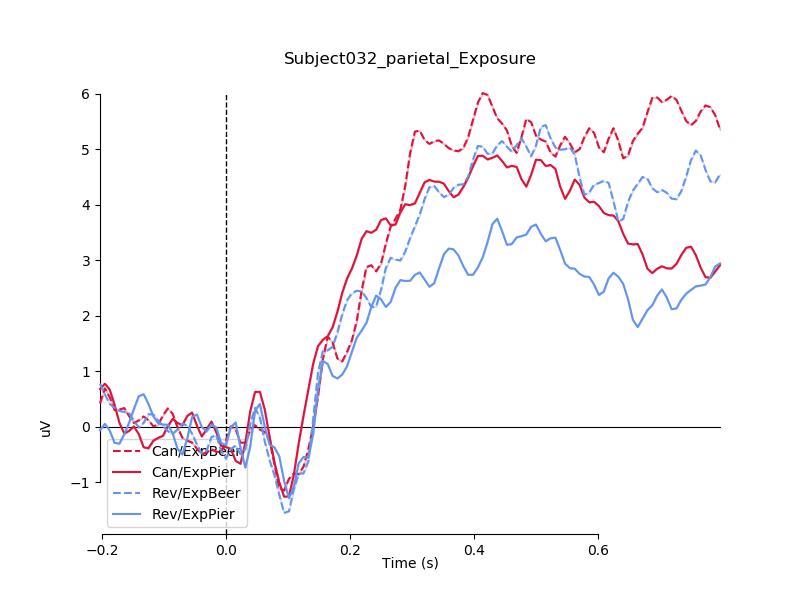 Subject032_parietal_Exposure
6
5
4
3
2
1
0
−1
uV
Can/ExpBeer
Can/ExpPier
Rev/ExpBeer
Rev/ExpPier
−0.2 0.0 0.2 0.4 0.6
Time (s)